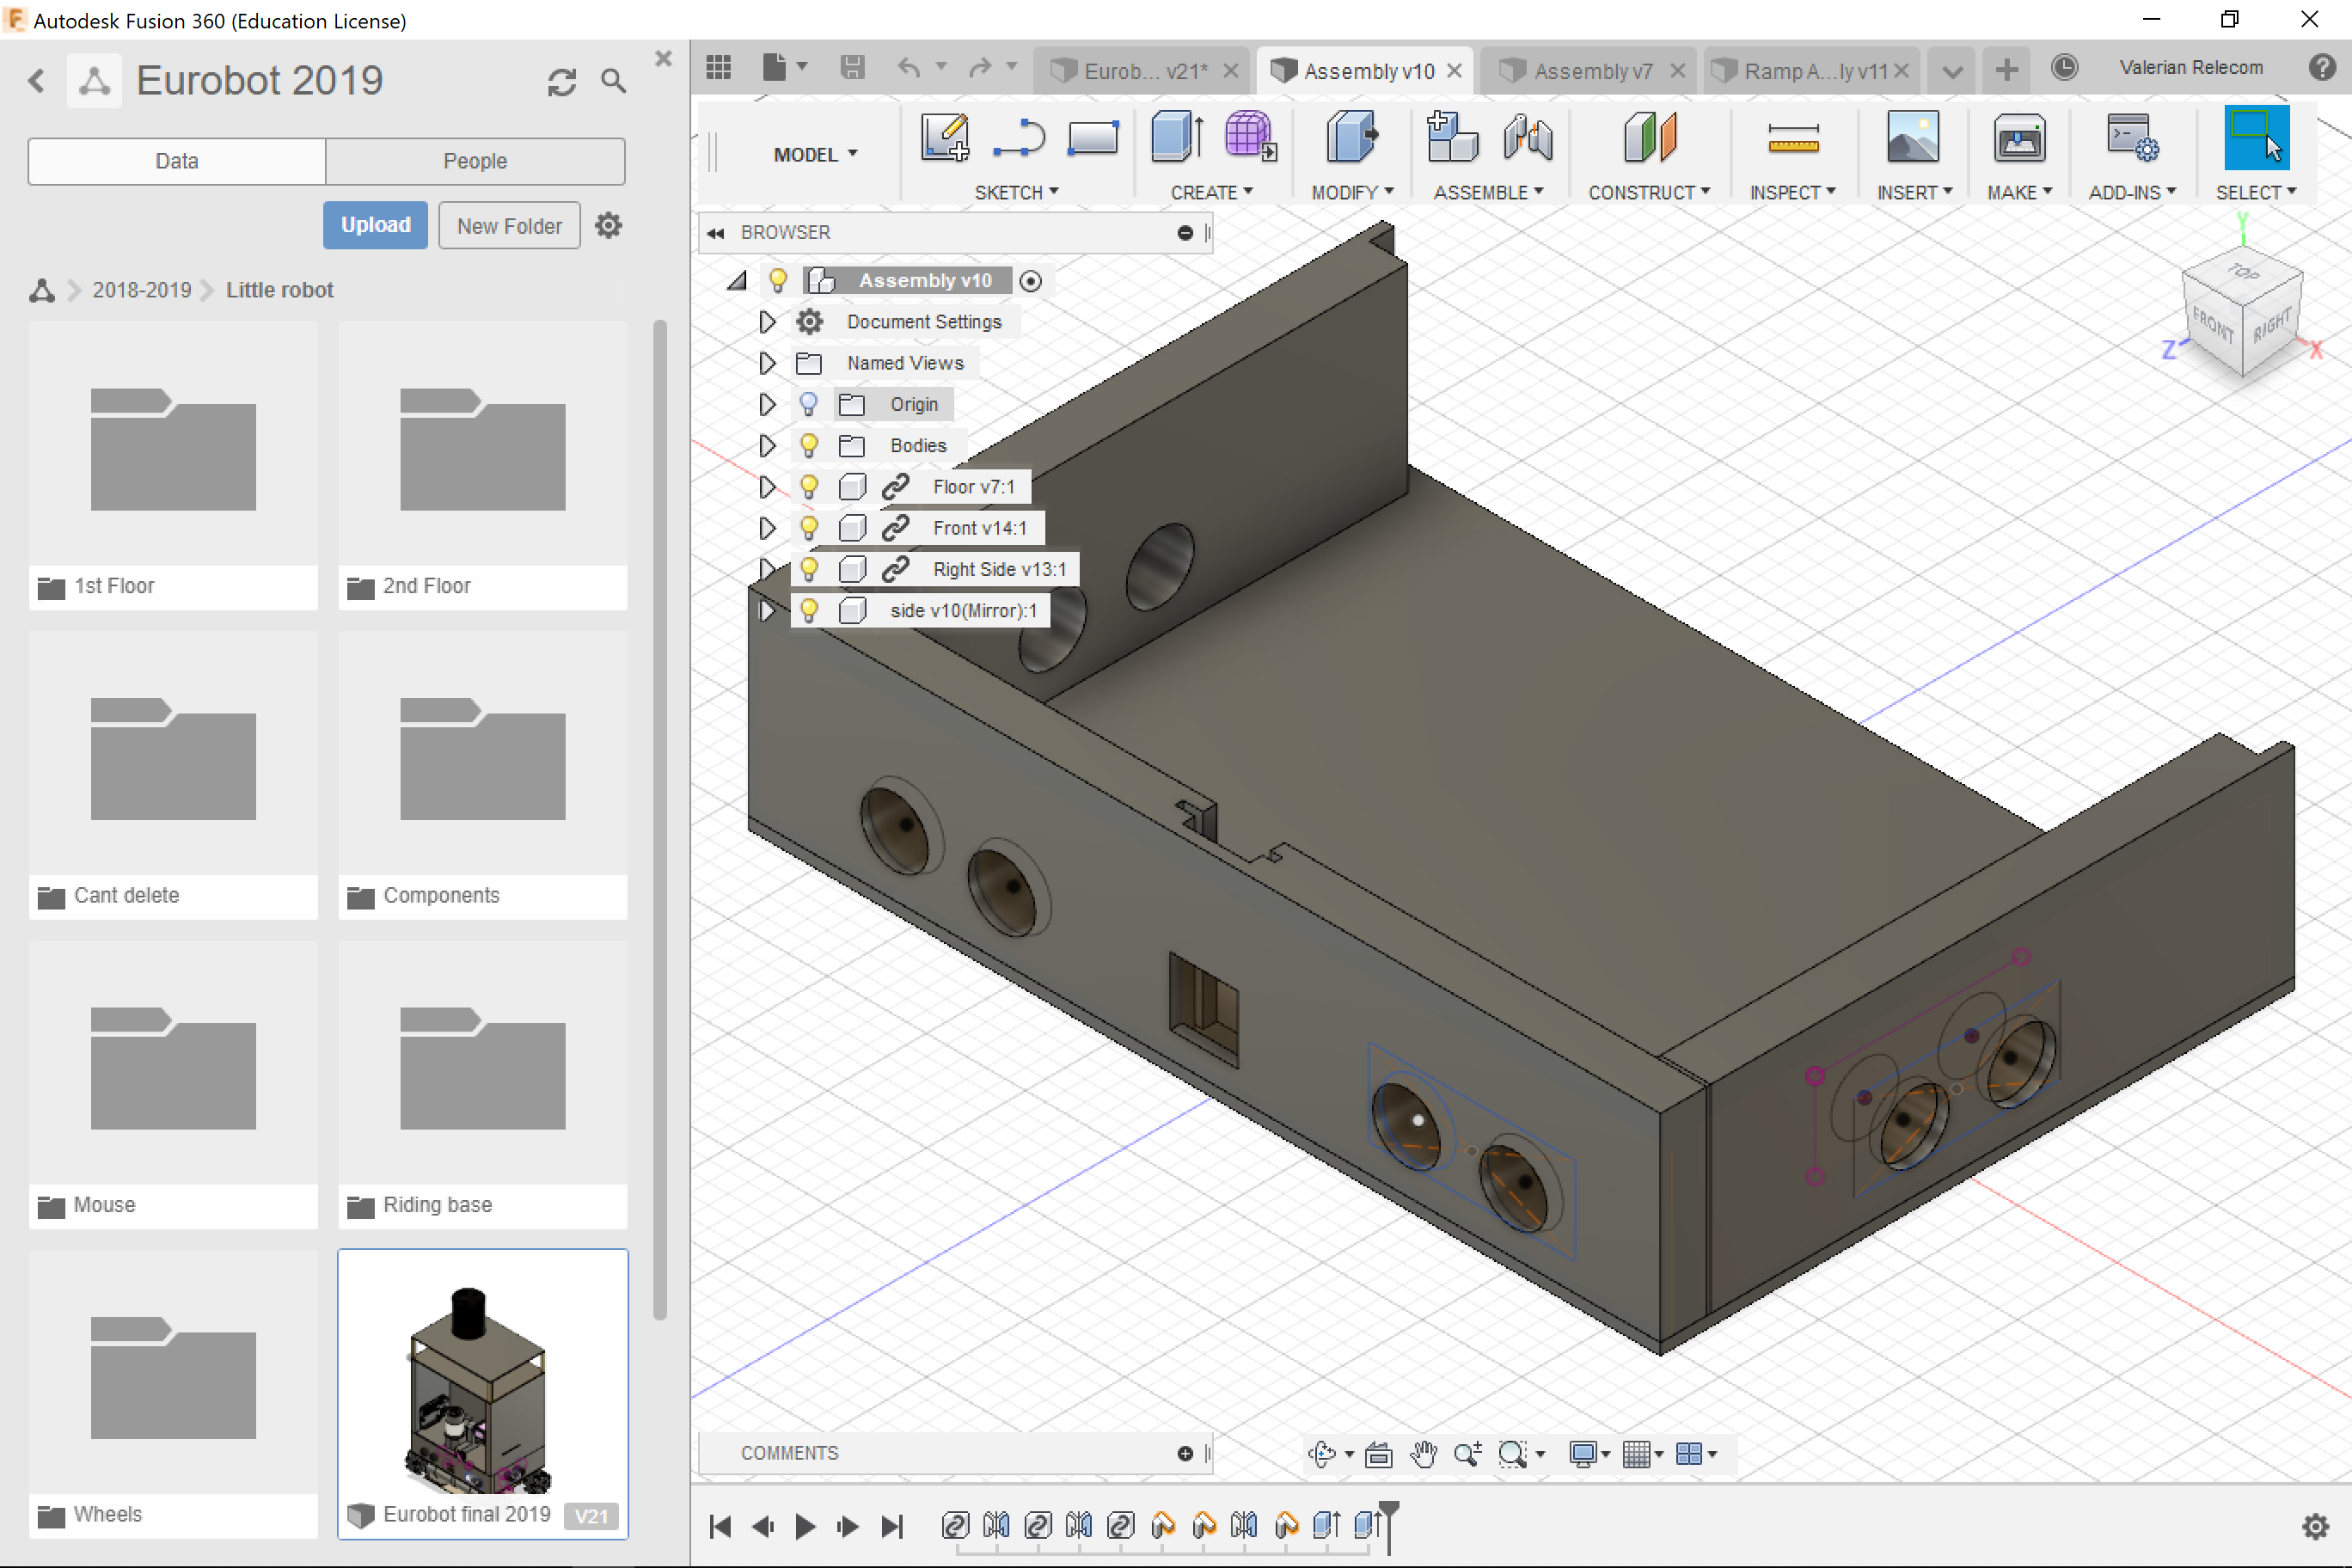 Autodesk Fusion 360 (Education License)
Eurobot 2019
Data
People
Upload
New Folder
2018-2019
Little robot
1st Floor
2nd Floor
Cant delete
Components
Mouse
Riding base
Wheels
Eurobot final 2019
V21
Eurob... v21*
Assembly v10
Assembly v7
Ramp A...ly v11
Valerian Relecom
MODEL
SKETCH
CREATE
MODIFY
ASSEMBLE
CONSTRUCT
INSPECT
INSERT
MAKE
ADD-INS
SELECT
BROWSER
Assembly v10
Document Settings
Named Views
Origin
Bodies
Floor v7:1
Front v14:1
Right Side v13:1
side v10(Mirror):1
Y
TOP
FRONT
RIGHT
Z
X
COMMENTS